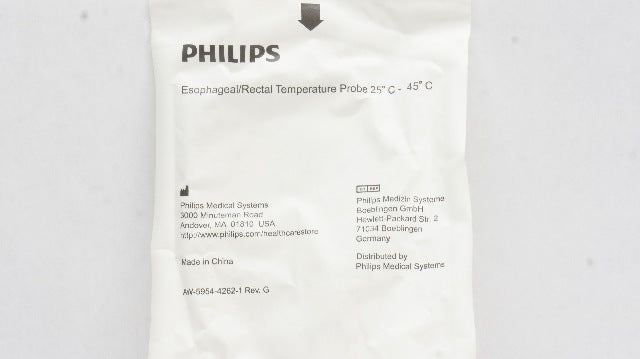 PHILIPS
Esophageal/Rectal Temperature Probe 25° C - 45° C
Philips Medical Systems
3000 Minuteman Road
Andover, MA 01810 USA
http://www.philips.com/healthcarestore
Made in China
AW-5954-4262-1 Rev. G
EC REP
Philips Medizin Systeme
Boeblingen GmbH
Hewlett-Packard Str. 2
71034 Boeblingen
Germany
Distributed by
Philips Medical Systems